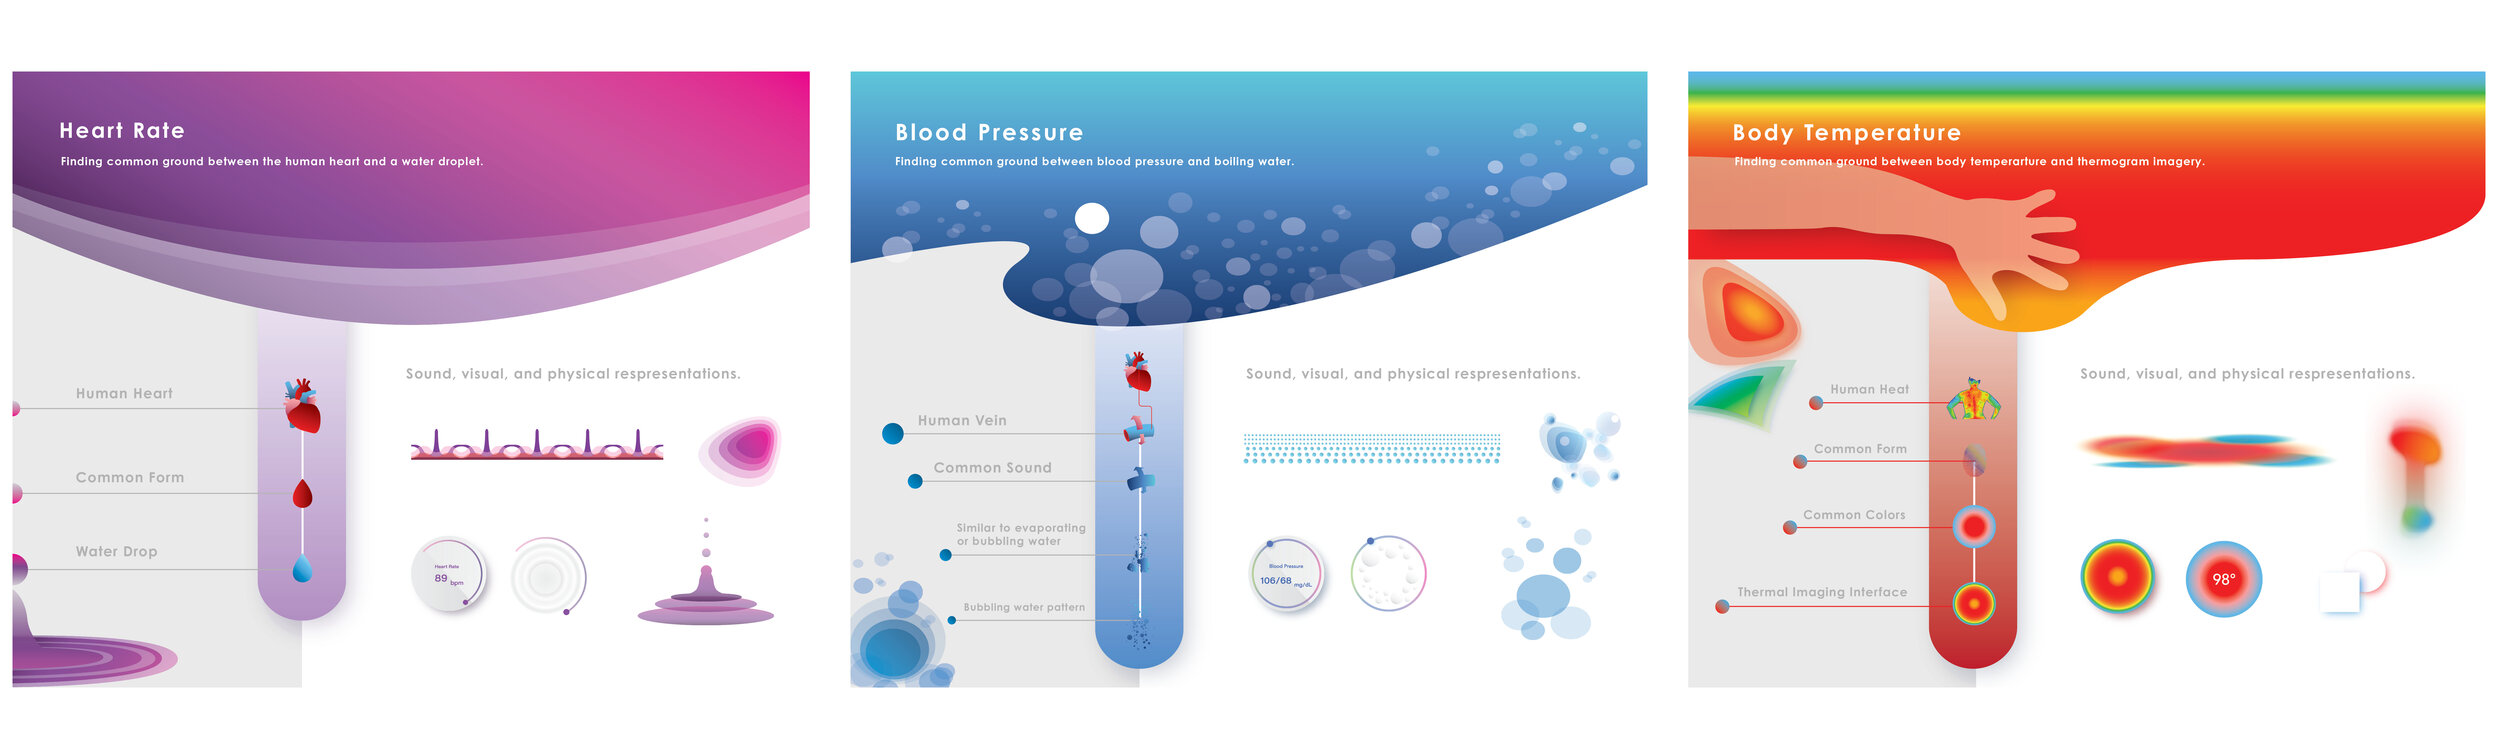 Heart Rate
Finding common ground between the human heart and a water droplet.
Human Heart
Common Form
Water Drop
Sound, visual, and physical respresentations.
Heart Rate
89 bpm
Blood Pressure
Finding common ground between blood pressure and boiling water.
Human Vein
Common Sound
Similar to evaporating
or bubbling water
Bubbling water pattern
Sound, visual, and physical respresentations.
Blood Pressure
106/68 mg/dL
Body Temperature
Finding common ground between body temperarture and thermogram imagery.
Human Heat
Common Form
Common Colors
Thermal Imaging Interface
Sound, visual, and physical respresentations.
98°